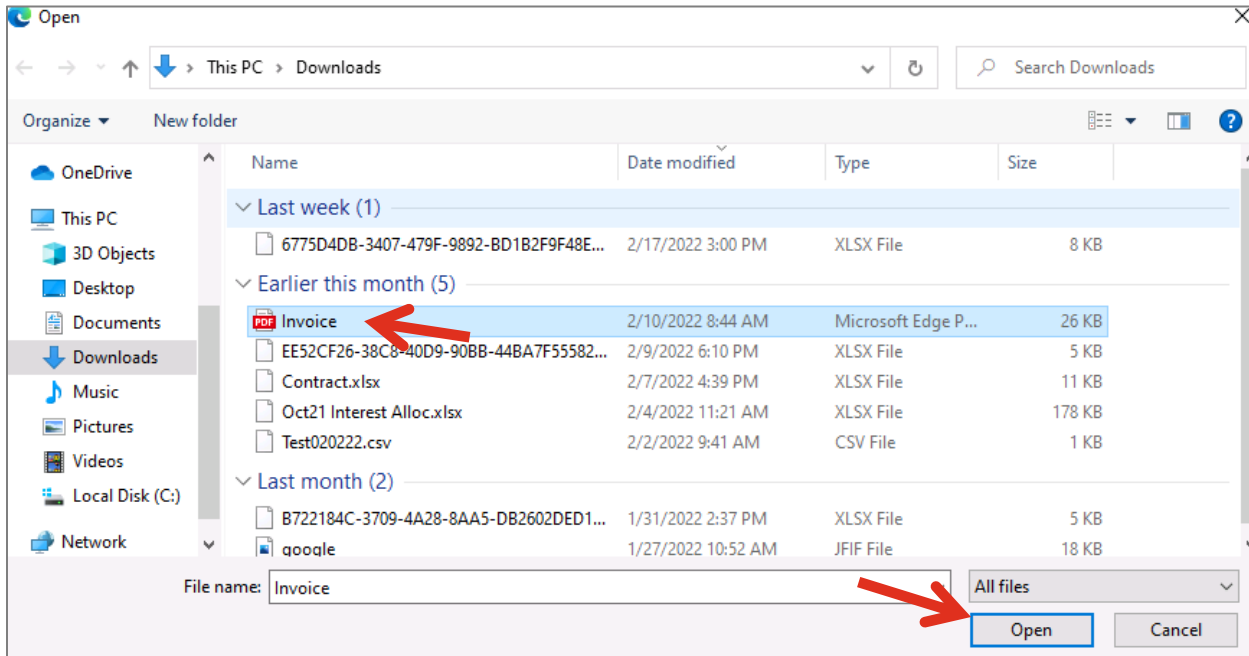 Open
This PC > Downloads
Search Downloads
Organize
New folder
Name Date modified Type Size
OneDrive
This PC
3D Objects
Desktop
Documents
Downloads
Music
Pictures
Videos
Local Disk (C:)
Network
Last week (1)
6775D4DB-3407-479F-9892-BD1B2F9F48E... 2/17/2022 3:00 PM XLSX File 8 KB
Earlier this month (5)
PDF Invoice 2/10/2022 8:44 AM Microsoft Edge P... 26 KB
EE52CF26-38C8-40D9-90BB-44BA7F55582... 2/9/2022 6:10 PM XLSX File 5 KB
Contract.xlsx 2/7/2022 4:39 PM XLSX File 11 KB
Oct21 Interest Alloc.xlsx 2/4/2022 11:21 AM XLSX File 178 KB
Test020222.csv 2/2/2022 9:41 AM CSV File 1 KB
Last month (2)
B722184C-3709-4A28-8AA5-DB2602DED1... 1/31/2022 2:37 PM XLSX File 5 KB
google 1/27/2022 10:52 AM JFIF File 18 KB
File name: Invoice All files
Open Cancel